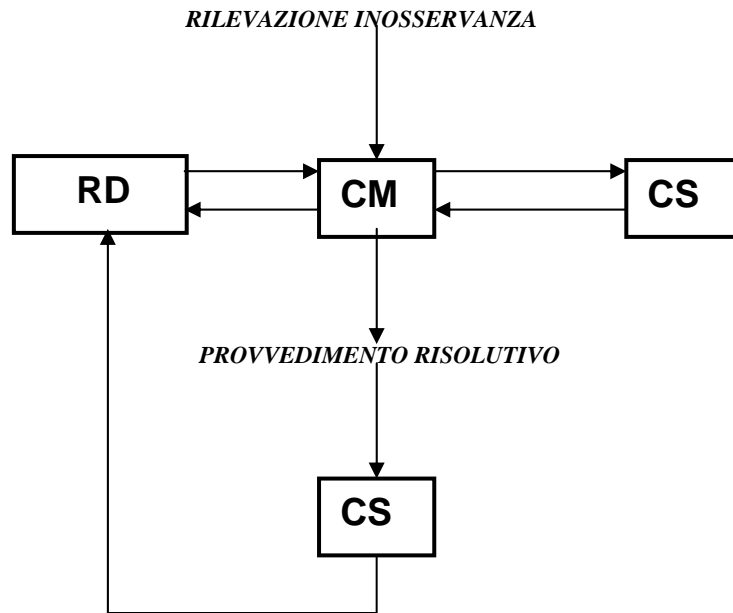 RILEVAZIONE INOSSERVANZA
RD
CM
CS
PROVVEDIMENTO RISOLUTIVO
CS